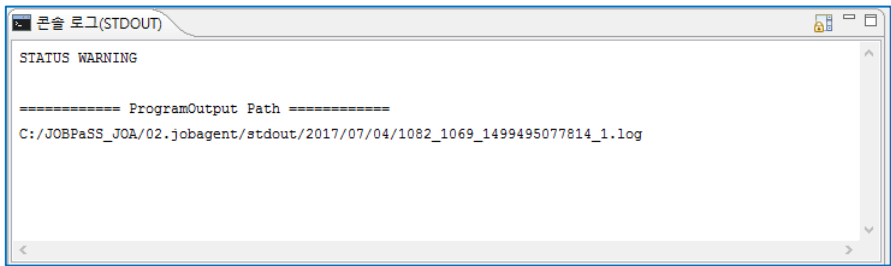 콘솔 로그(STDOUT)
STATUS WARNING
============ ProgramOutput Path ============
C:/JOBPaSS_JOA/02.jobagent/stdout/2017/07/04/1082_1069_1499495077814_1.log